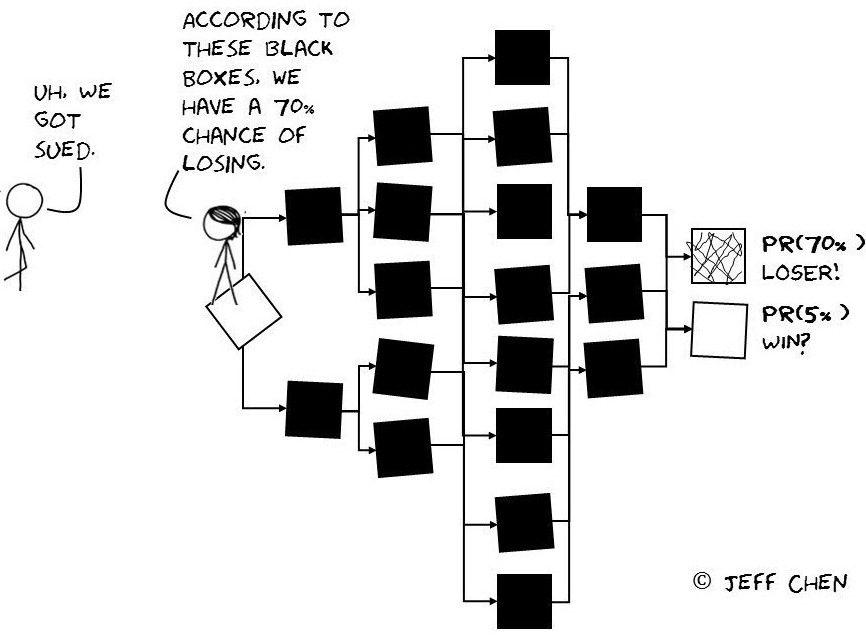 UH, WE
GOT
SUED.
ACCORDING TO
THESE BLACK
BOXES, WE
HAVE A 70%
CHANCE OF
LOSING.
PR(70%)
LOSER!
PR(5%)
WIN?
© JEFF CHEN